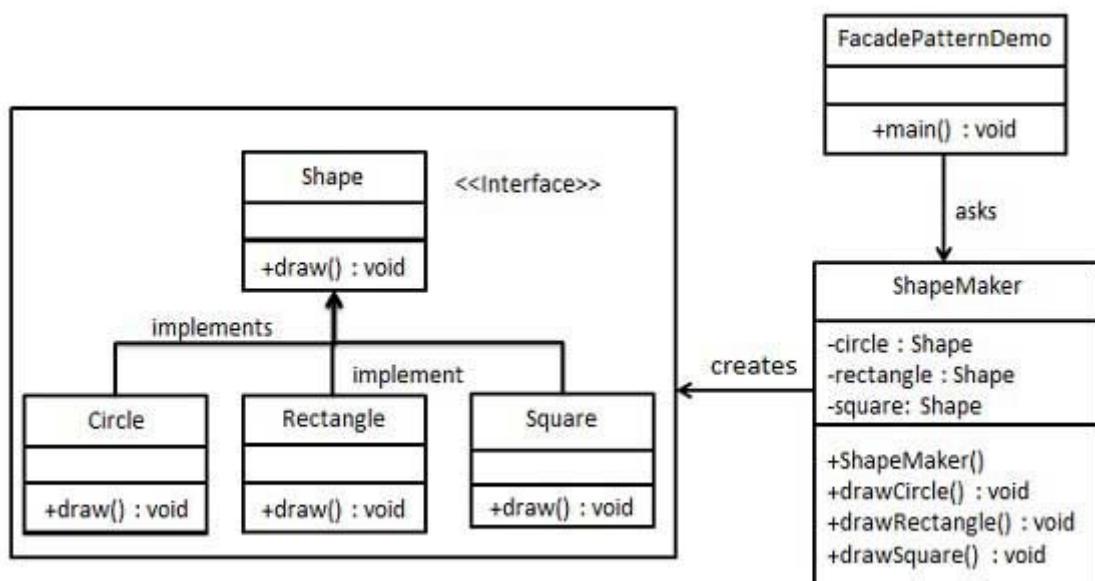 FacadePatternDemo
+main() : void
asks
Shape
<<Interface>>
+draw() : void
implements
implement
Circle
+draw() : void
Rectangle
+draw() : void
Square
+draw() : void
creates
ShapeMaker
-circle : Shape
-rectangle : Shape
-square: Shape
+ShapeMaker()
+drawCircle() : void
+drawRectangle() : void
+drawSquare() : void